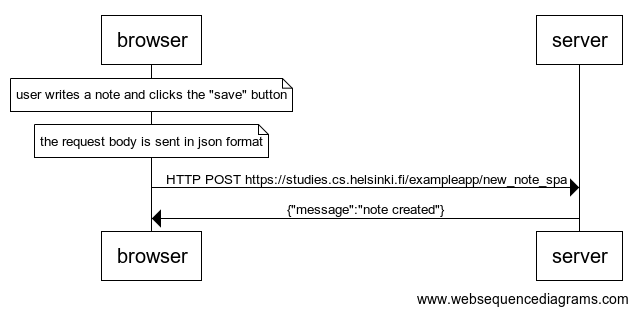 browser
server
user writes a note and clicks the "save" button
the request body is sent in json format
HTTP POST https://studies.cs.helsinki.fi/exampleapp/new_note_spa
{"message":"note created"}
browser
server
www.websequencediagrams.com